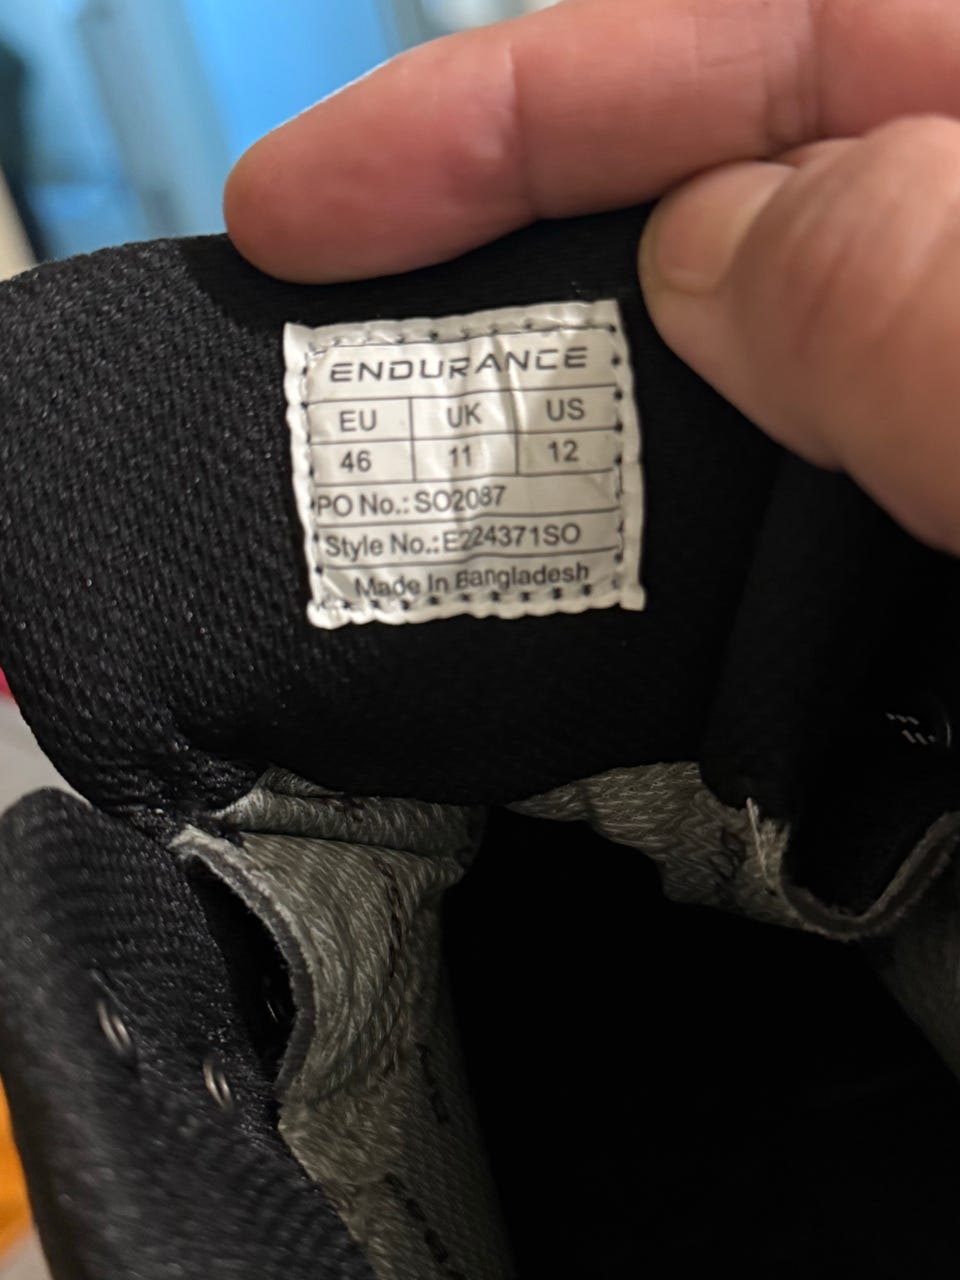 ENDURANCE
EU UK US
46 11 12
PO No.: SO2087
Style No.:E224371SO
Made In Bangladesh